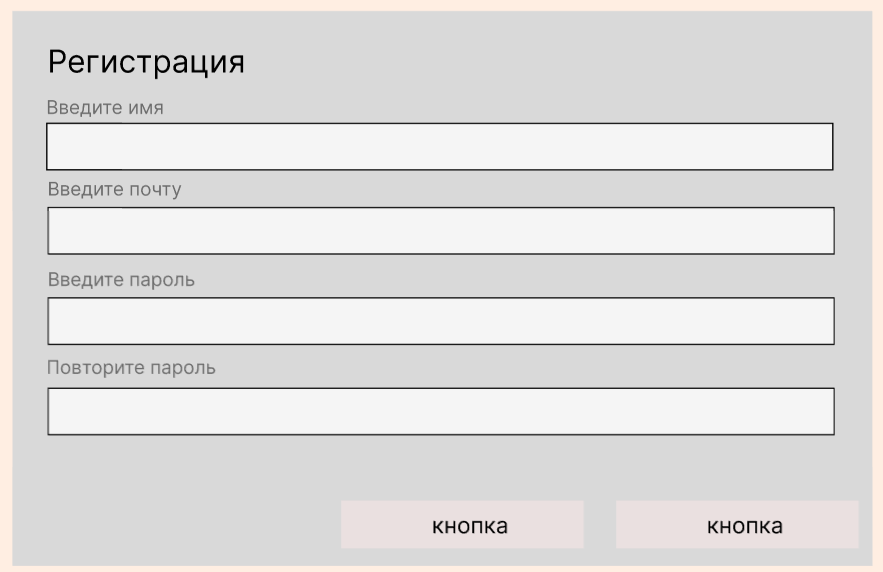 Регистрация
Введите имя
Введите почту
Введите пароль
Повторите пароль
кнопка
кнопка